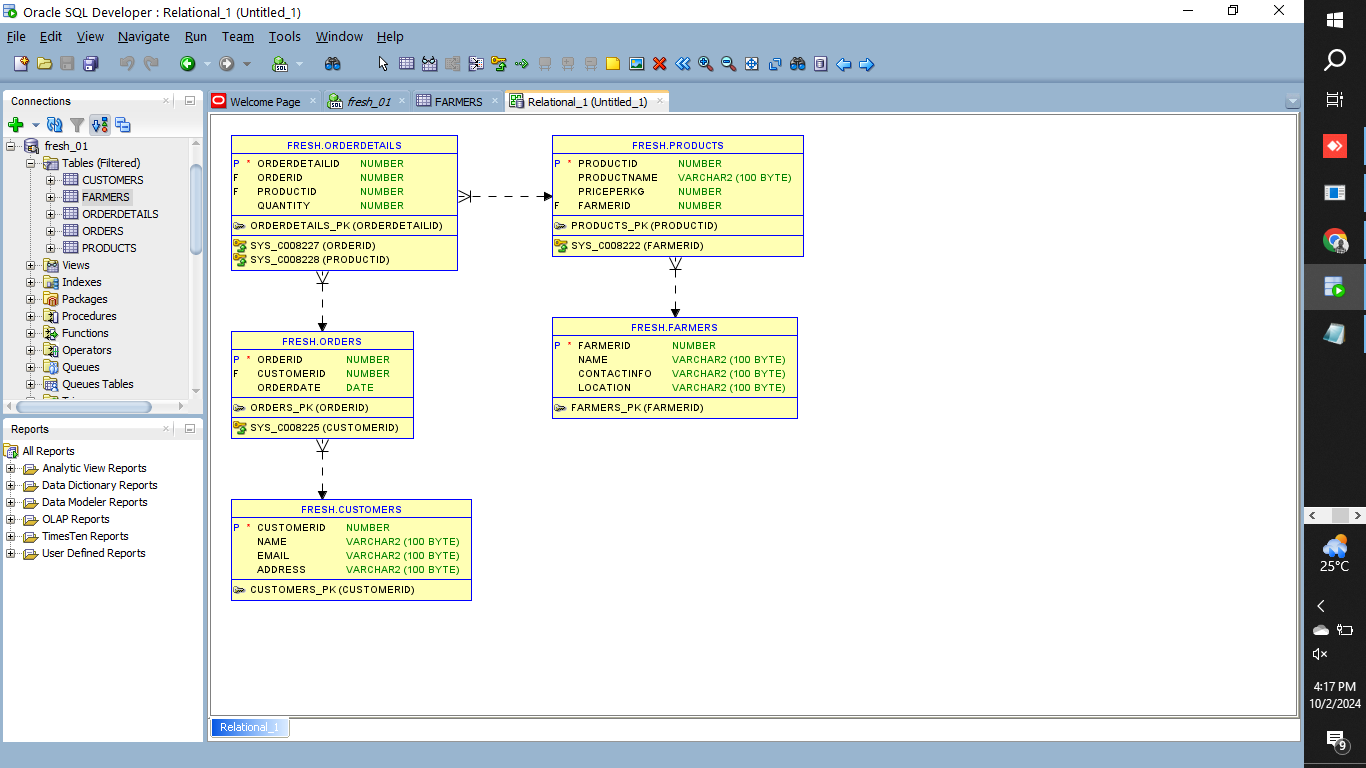 Oracle SQL Developer : Relational_1 (Untitled_1)
File Edit View Navigate Run Team Tools Window Help
Connections
fresh_01
Tables (Filtered)
CUSTOMERS
FARMERS
ORDERDETAILS
ORDERS
PRODUCTS
Views
Indexes
Packages
Procedures
Functions
Operators
Queues
Queues Tables
Reports
All Reports
Analytic View Reports
Data Dictionary Reports
Data Modeler Reports
OLAP Reports
TimesTen Reports
User Defined Reports
Welcome Page fresh_01 FARMERS Relational_1 (Untitled_1)
FRESH.ORDERDETAILS
P * ORDERDETAILID NUMBER
F ORDERID NUMBER
F PRODUCTID NUMBER
QUANTITY NUMBER
ORDERDETAILS_PK (ORDERDETAILID)
SYS_C008227 (ORDERID)
SYS_C008228 (PRODUCTID)
FRESH.PRODUCTS
P * PRODUCTID NUMBER
PRODUCTNAME VARCHAR2 (100 BYTE)
PRICEPERKG NUMBER
F FARMERID NUMBER
PRODUCTS_PK (PRODUCTID)
SYS_C008222 (FARMERID)
FRESH.ORDERS
P * ORDERID NUMBER
F CUSTOMERID NUMBER
ORDERDATE DATE
ORDERS_PK (ORDERID)
SYS_C008225 (CUSTOMERID)
FRESH.FARMERS
P * FARMERID NUMBER
NAME VARCHAR2 (100 BYTE)
CONTACTINFO VARCHAR2 (100 BYTE)
LOCATION VARCHAR2 (100 BYTE)
FARMERS_PK (FARMERID)
FRESH.CUSTOMERS
P * CUSTOMERID NUMBER
NAME VARCHAR2 (100 BYTE)
EMAIL VARCHAR2 (100 BYTE)
ADDRESS VARCHAR2 (100 BYTE)
CUSTOMERS_PK (CUSTOMERID)
Relational_1
25°C
4:17 PM
10/2/2024
9